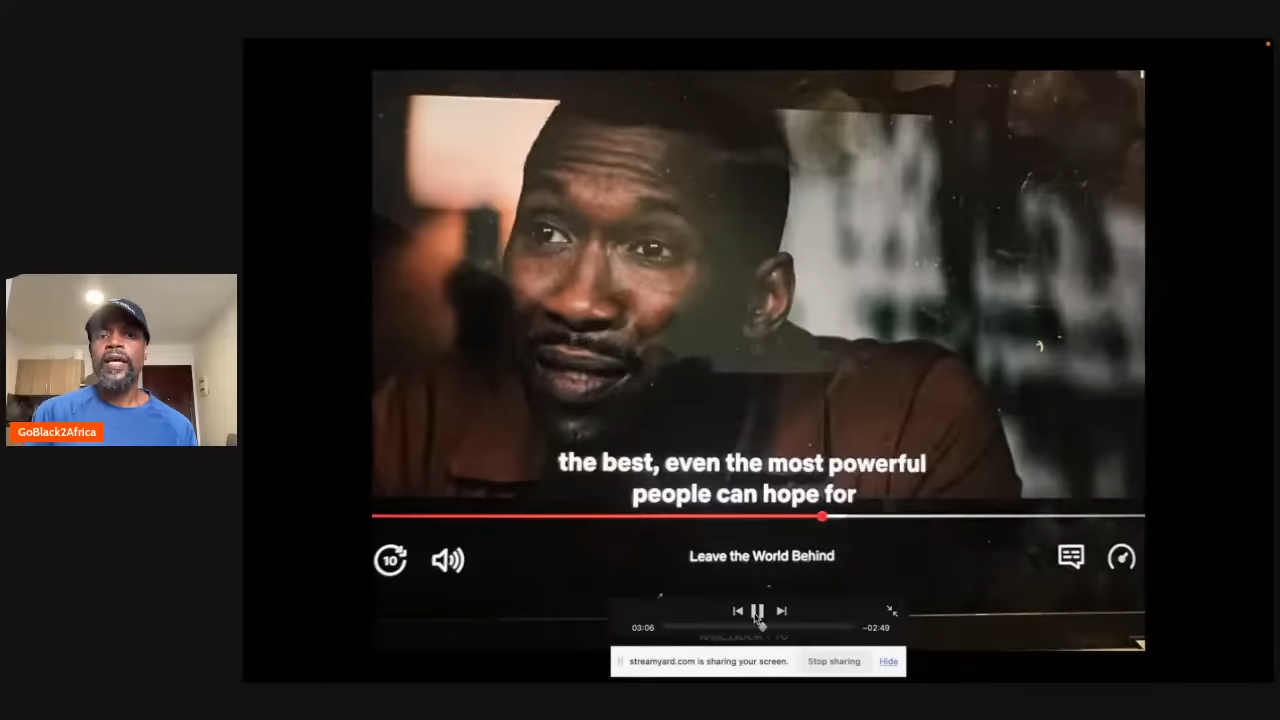 GoBlack2Africa
the best, even the most powerful
people can hope for
10
Leave the World Behind
03:06
-02:49
streamyard.com is sharing your screen.
Stop sharing
Hide